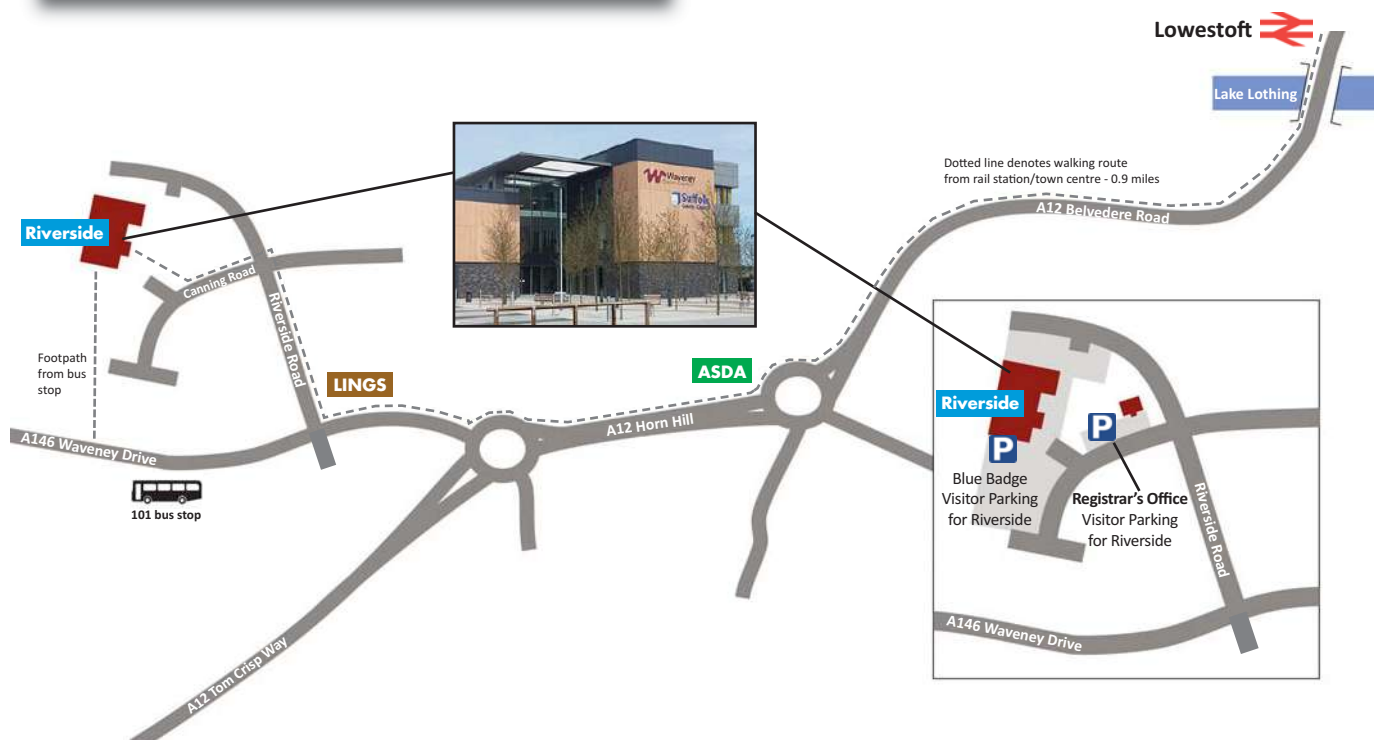 Lowestoft
Lake Lothing
Dotted line denotes walking route
from rail station/town centre - 0.9 miles
A12 Belvedere Road
Waveney
Suffolk
Riverside
Canning Road
Riverside Road
Footpath
from bus
stop
LINGS
ASDA
A12 Horn Hill
A146 Waveney Drive
101 bus stop
A12 Tom Crisp Way
Riverside
P
P
Blue Badge
Visitor Parking
for Riverside
Registrar's Office
Visitor Parking
for Riverside
Riverside Road
A146 Waveney Drive